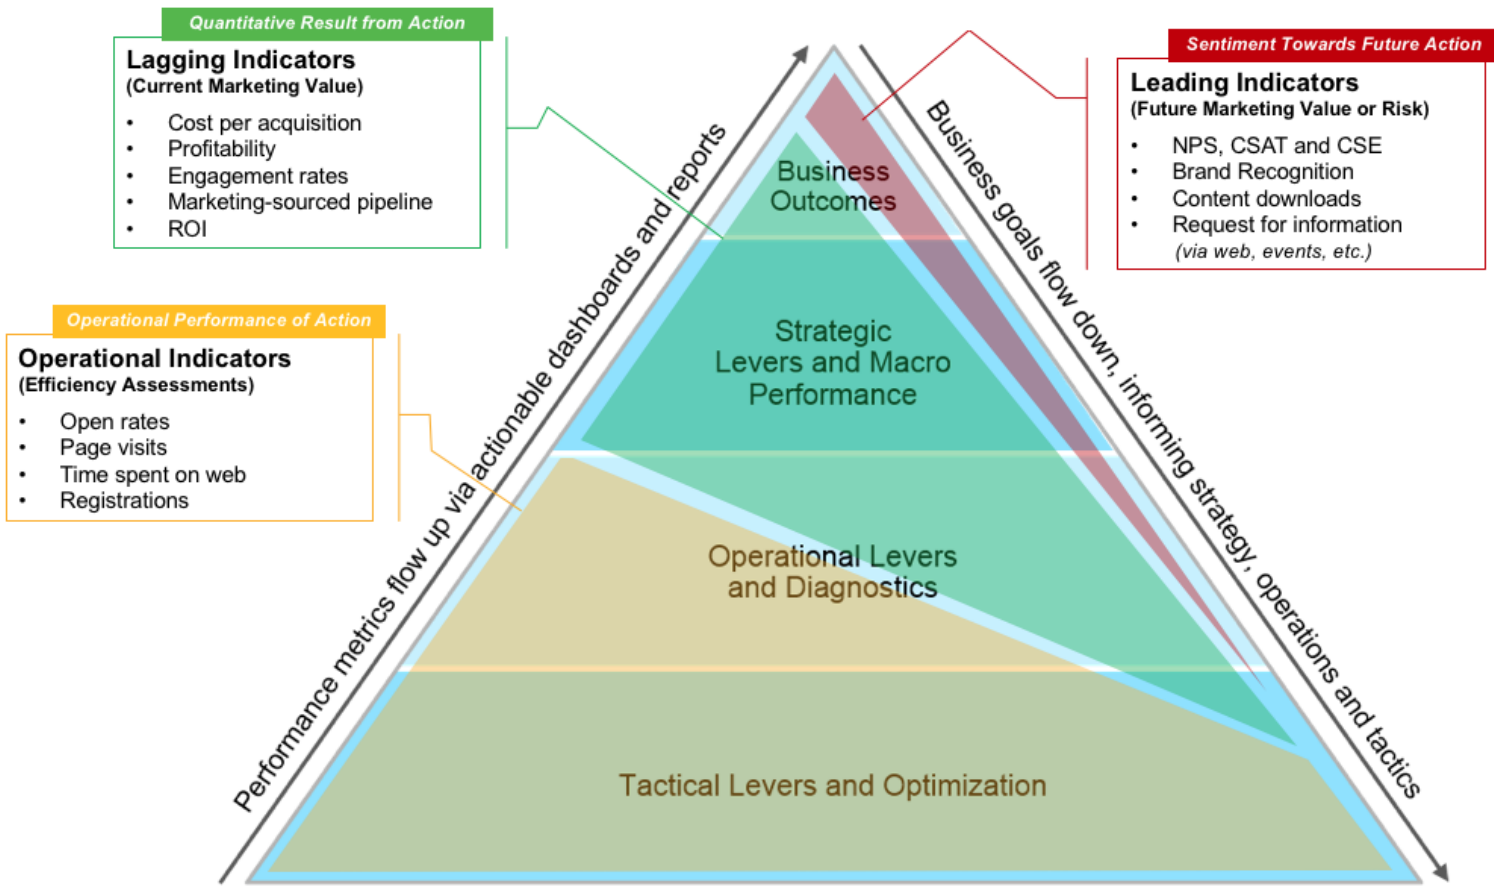 Quantitative Result from Action
Lagging Indicators
(Current Marketing Value)
• Cost per acquisition
• Profitability
• Engagement rates
• Marketing-sourced pipeline
• ROI
Sentiment Towards Future Action
Leading Indicators
(Future Marketing Value or Risk)
• NPS, CSAT and CSE
• Brand Recognition
• Content downloads
• Request for information
(via web, events, etc.)
Operational Performance of Action
Operational Indicators
(Efficiency Assessments)
• Open rates
• Page visits
• Time spent on web
• Registrations
Performance metrics flow up via actionable dashboards and reports
Business goals flow down, informing strategy, operations and tactics
Business
Outcomes
Strategic
Levers and Macro
Performance
Operational Levers
and Diagnostics
Tactical Levers and Optimization